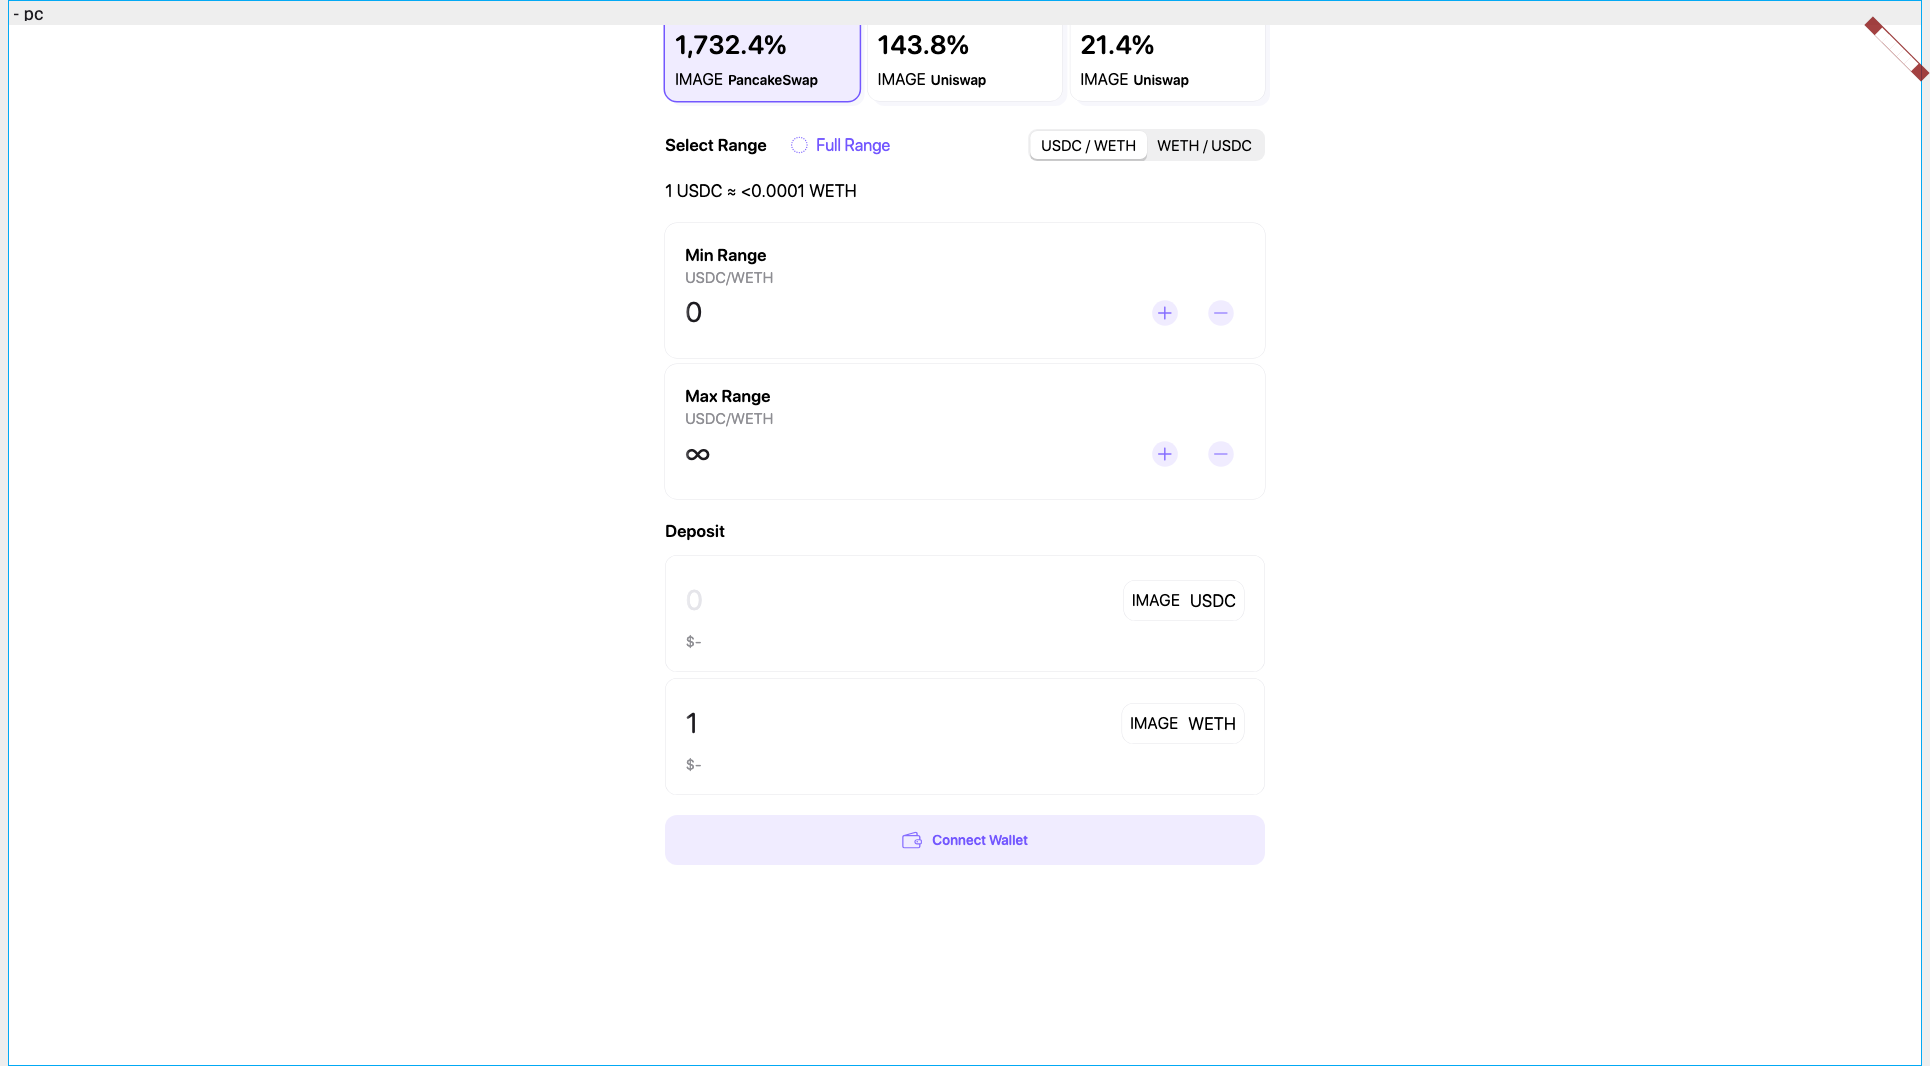 - pc
1,732.4% 143.8% 21.4%
IMAGE PancakeSwap IMAGE Uniswap IMAGE Uniswap
Select Range Full Range USDC / WETH WETH / USDC
1 USDC ≈ <0.0001 WETH
Min Range
USDC/WETH
0
Max Range
USDC/WETH
∞
Deposit
0 IMAGE USDC
$-
1 IMAGE WETH
$-
Connect Wallet